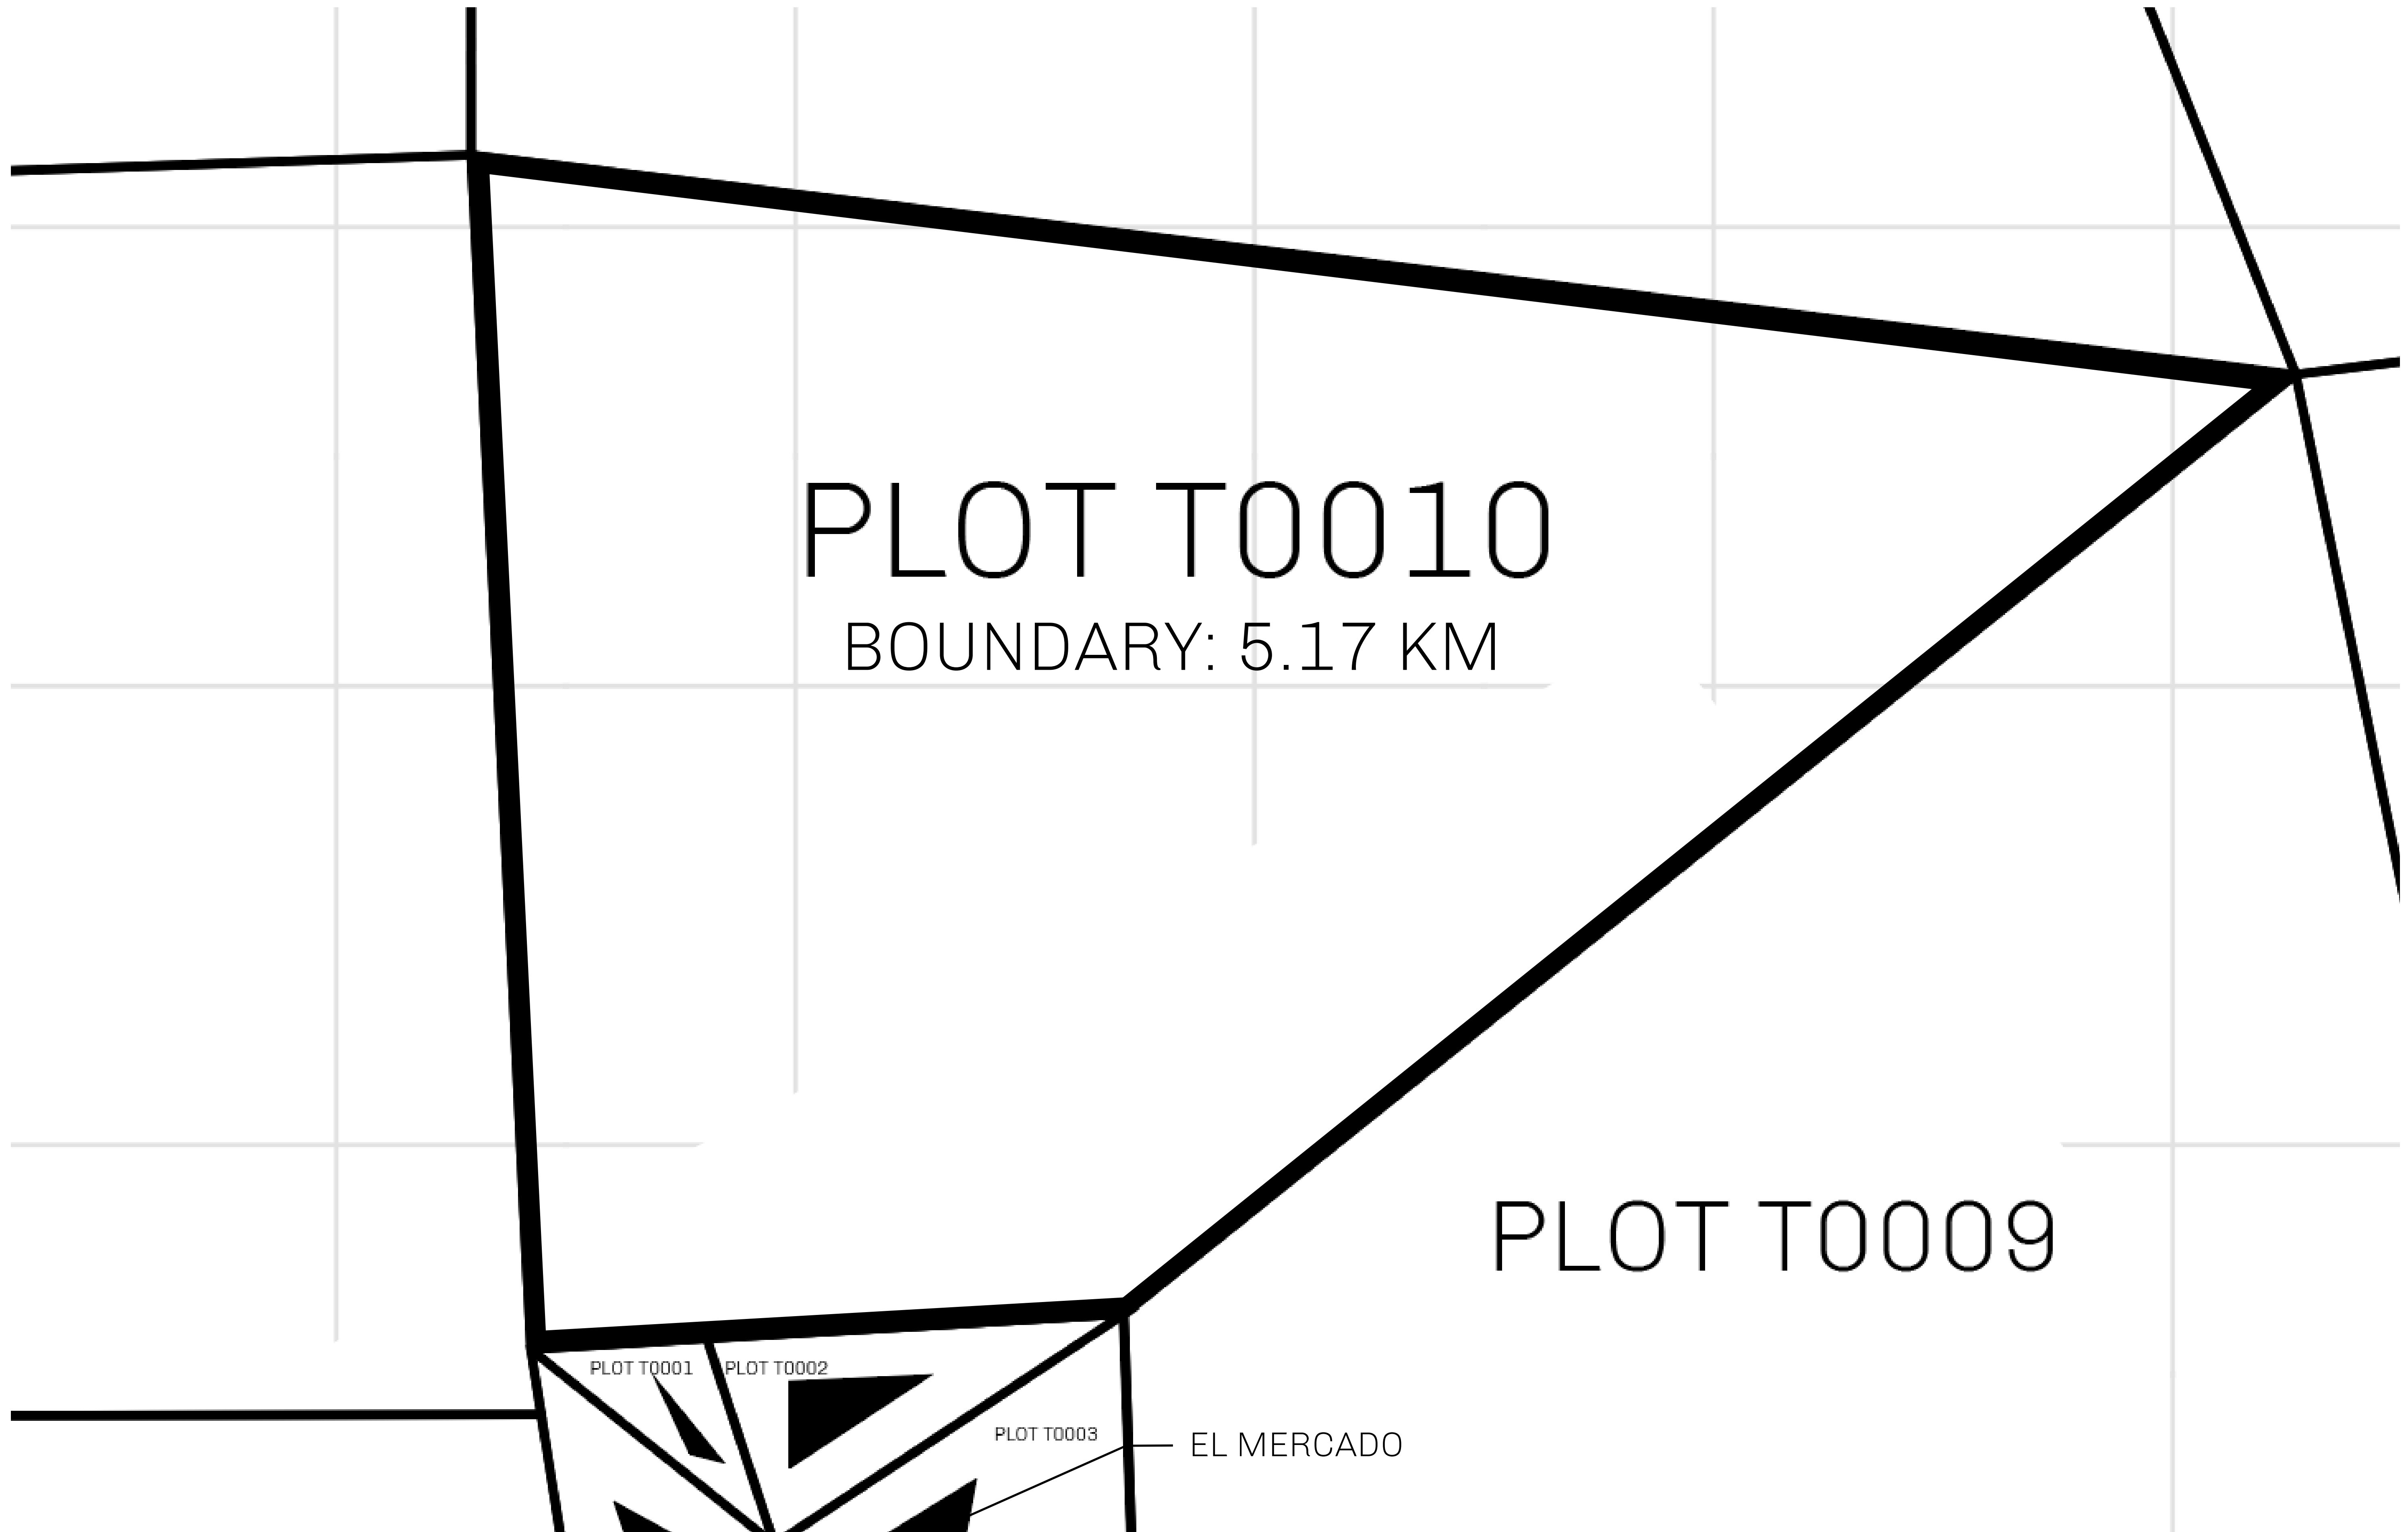 PLOT T0010
BOUNDARY: 5.17 KM
PLOT T0009
PLOT T0001
PLOT T0002
PLOT T0003
EL MERCADO